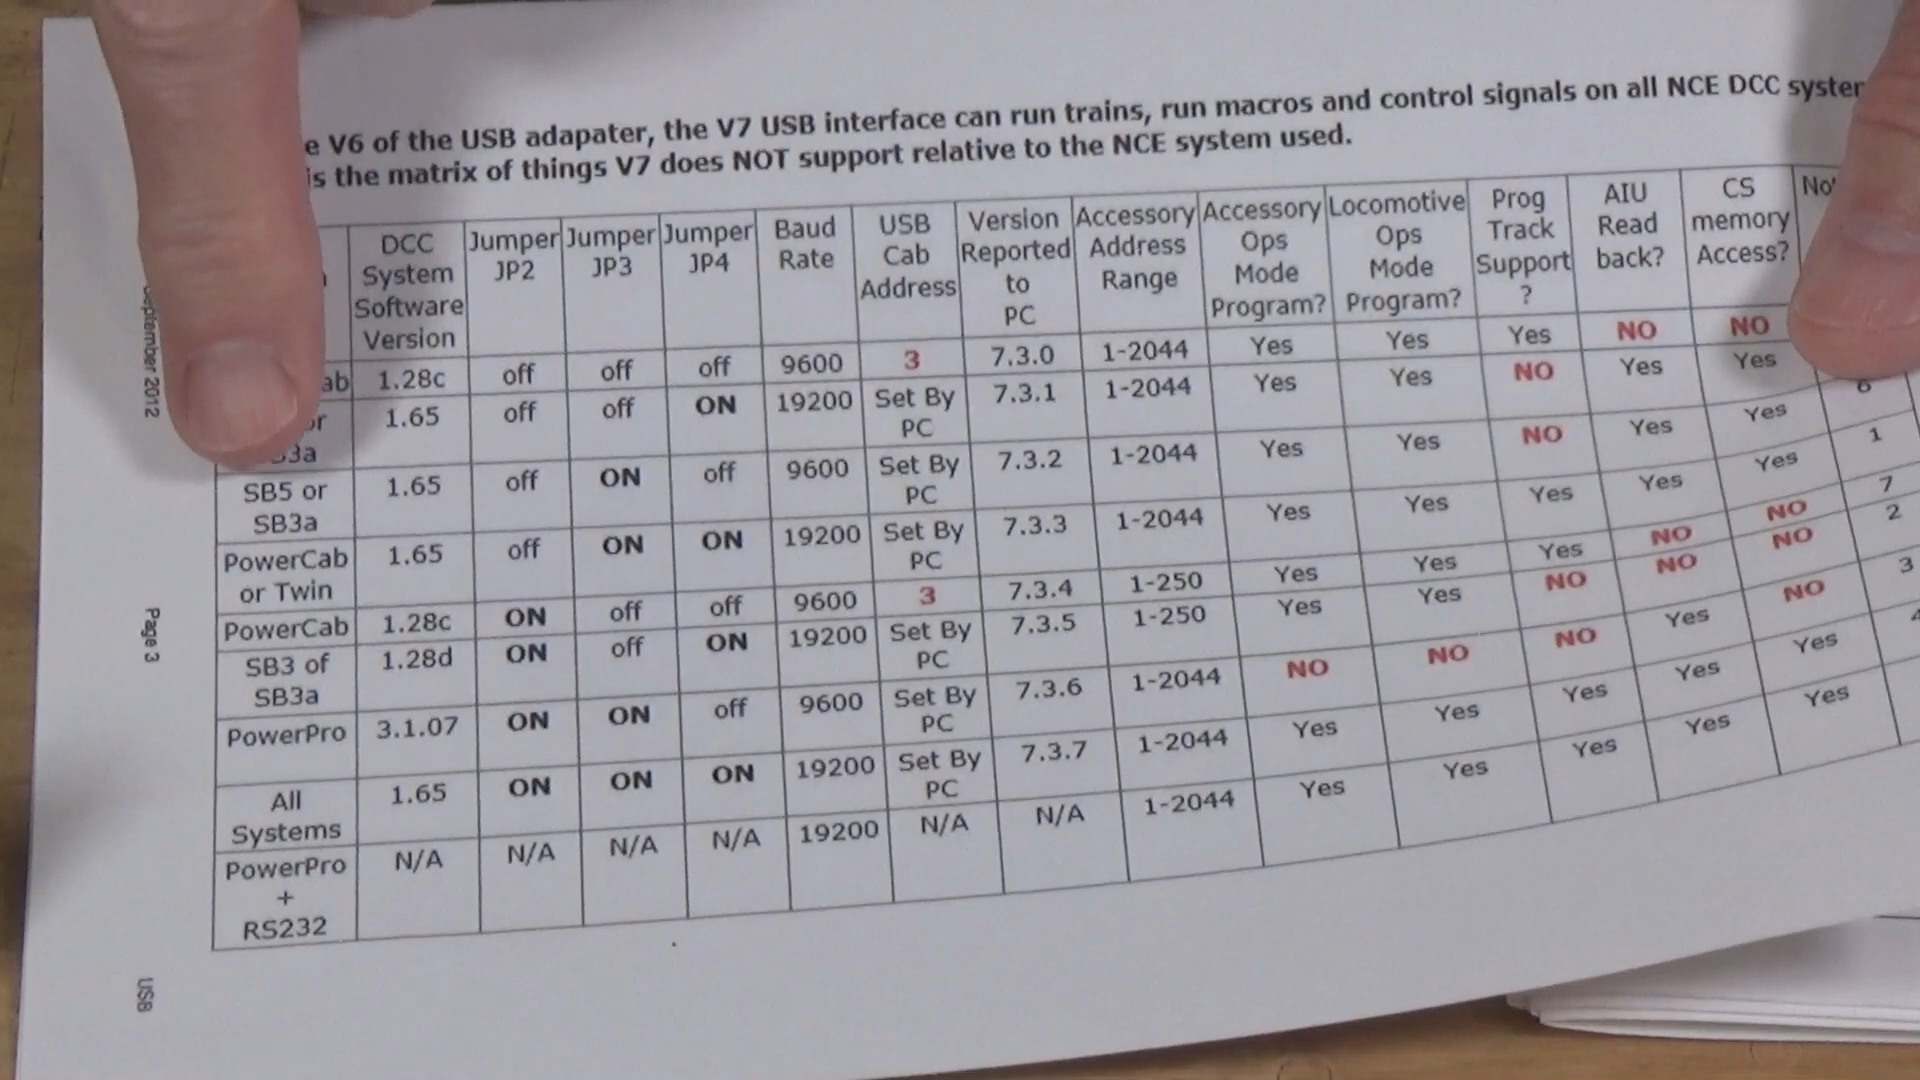 e V6 of the USB adapater, the V7 USB interface can run trains, run macros and control signals on all NCE DCC
is the matrix of things V7 does NOT support relative to the NCE system used.
DCC System Software Version
Jumper JP2
Jumper JP3
Jumper JP4
Baud Rate
USB Cab Address
Version Reported to PC
Accessory Address Range
Accessory Ops Mode Program?
Locomotive Ops Mode Program?
Prog Track Support ?
AIU Read back?
CS memory Access?
ab 1.28c off off off 9600 3 7.3.0 1-2044 Yes Yes Yes NO NO
or 1.65 off off ON 19200 Set By 7.3.1 1-2044 Yes Yes NO Yes Yes
3a PC
SB5 or 1.65 off ON off 9600 Set By 7.3.2 1-2044 Yes Yes NO Yes Yes 6
SB3a PC
PowerCab 1.65 off ON ON 19200 Set By 7.3.3 1-2044 Yes Yes Yes Yes Yes 1
or Twin PC
PowerCab 1.28c ON off off 9600 3 7.3.4 1-250 Yes Yes Yes NO NO 7
SB3 of 1.28d ON off ON 19200 Set By 7.3.5 1-250 Yes Yes NO NO NO 2
SB3a PC
PowerPro 3.1.07 ON ON off 9600 Set By 7.3.6 1-2044 NO NO NO Yes NO 3
PC
All 1.65 ON ON ON 19200 Set By 7.3.7 1-2044 Yes Yes Yes Yes Yes 4
Systems PC
PowerPro N/A N/A N/A N/A 19200 N/A N/A 1-2044 Yes Yes Yes Yes Yes
+
RS232
September 2012
Page 3
USB